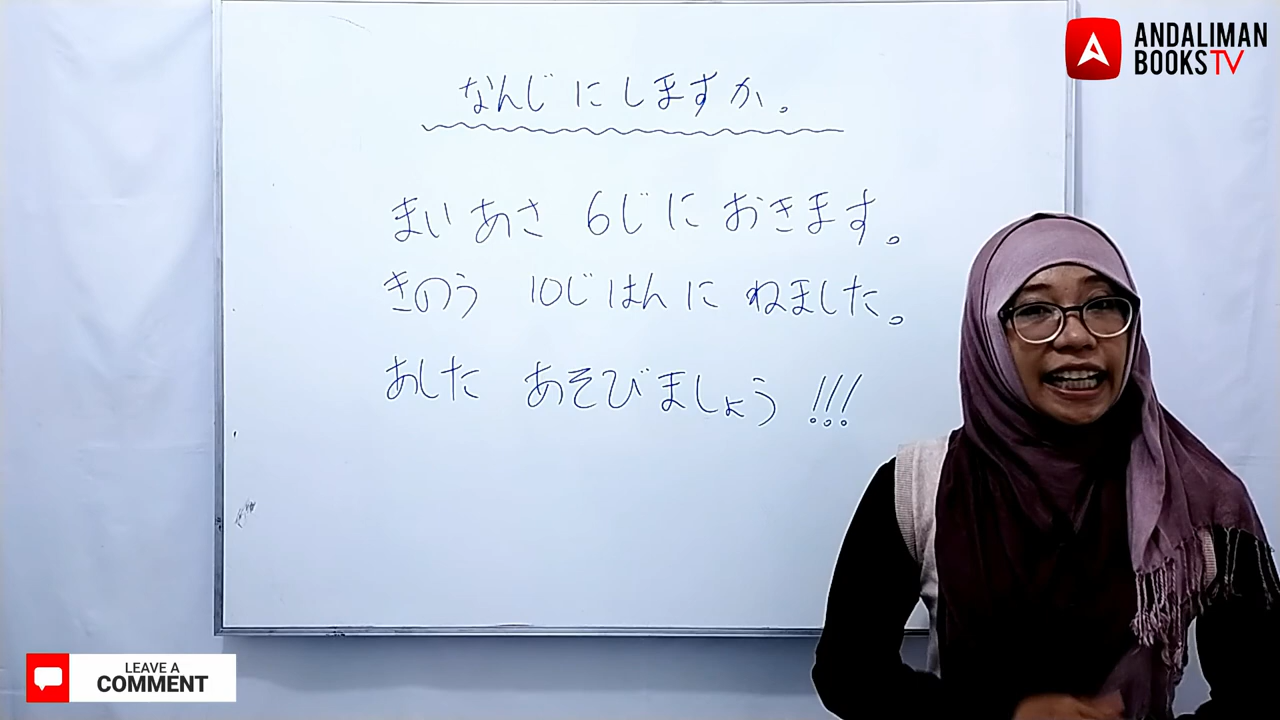 ANDALIMAN
BOOKS TV
なんじ にしますか。
まい あさ 6じに おきます。
きのう 10じはん に ねました。
あした あそびましょう !!!
LEAVE A
COMMENT